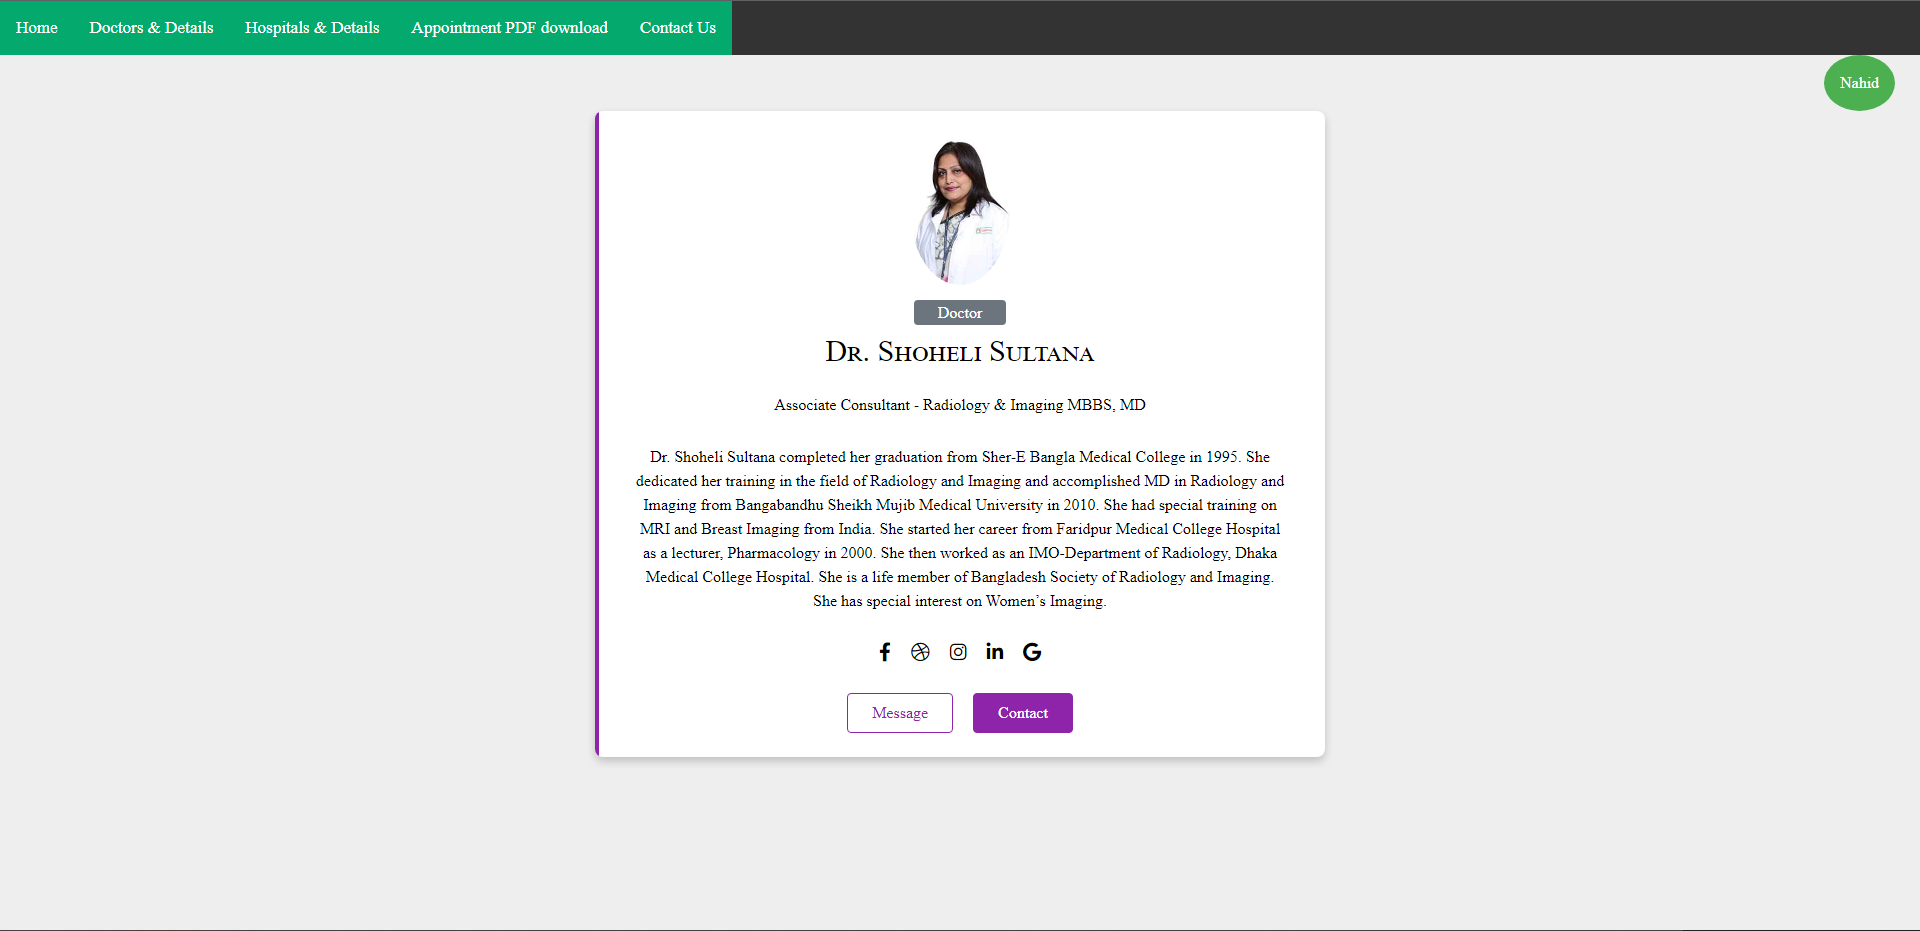 Home Doctors & Details Hospitals & Details Appointment PDF download Contact Us
Nahid
Doctor
Dr. Shoheli Sultana
Associate Consultant - Radiology & Imaging MBBS, MD
Dr. Shoheli Sultana completed her graduation from Sher-E Bangla Medical College in 1995. She
dedicated her training in the field of Radiology and Imaging and accomplished MD in Radiology and
Imaging from Bangabandhu Sheikh Mujib Medical University in 2010. She had special training on
MRI and Breast Imaging from India. She started her career from Faridpur Medical College Hospital
as a lecturer, Pharmacology in 2000. She then worked as an IMO-Department of Radiology, Dhaka
Medical College Hospital. She is a life member of Bangladesh Society of Radiology and Imaging.
She has special interest on Women’s Imaging.
Message Contact